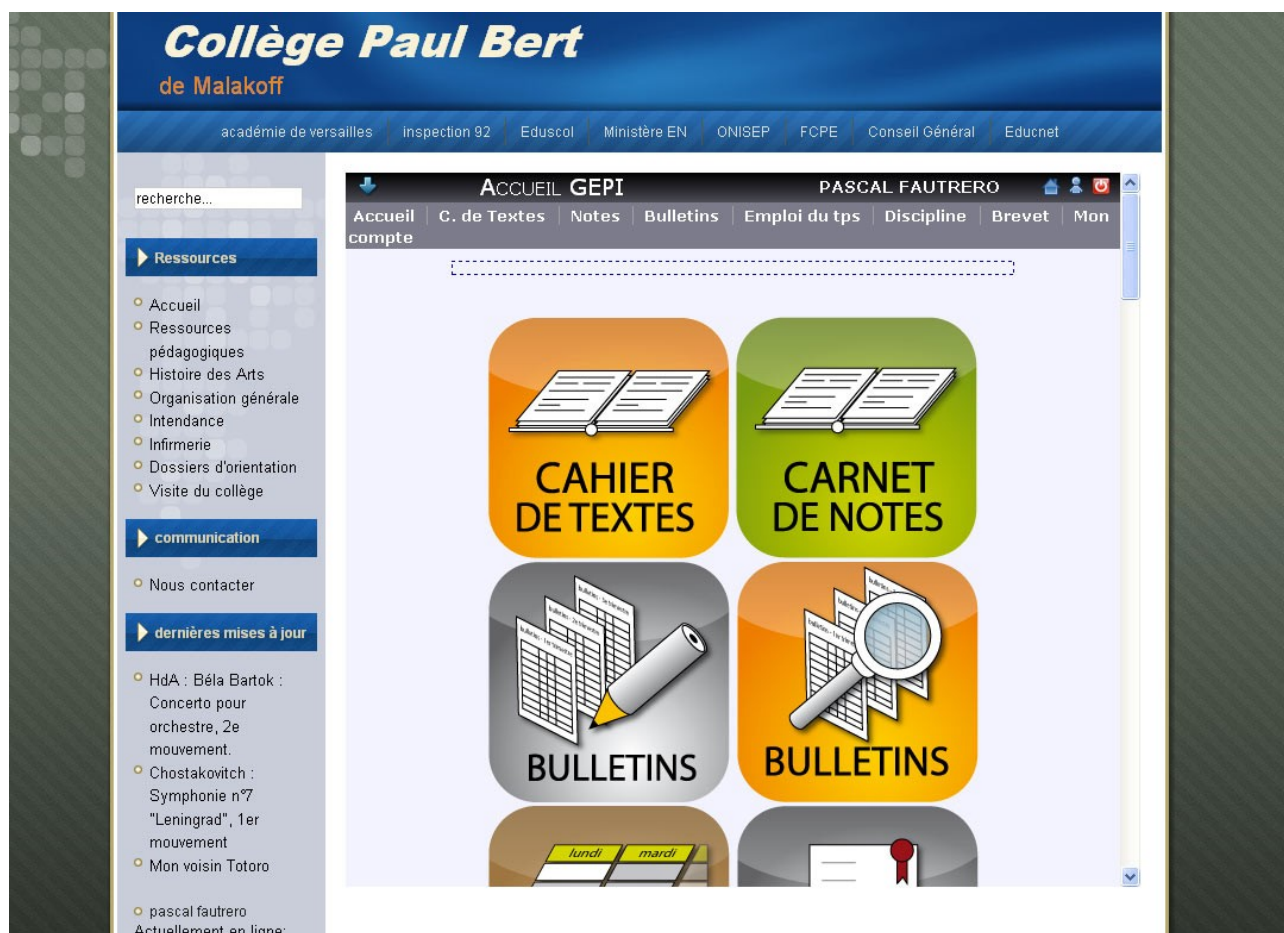 Collège Paul Bert
de Malakoff
académie de versailles inspection 92 Eduscol Ministère EN ONISEP FCPE Conseil Général Educnet
recherche...
Ressources
Accueil
Ressources
pédagogiques
Histoire des Arts
Organisation générale
Intendance
Infirmerie
Dossiers d'orientation
Visite du collège
communication
Nous contacter
dernières mises à jour
HdA : Béla Bartok :
Concerto pour
orchestre, 2e
mouvement.
Chostakovitch :
Symphonie n°7
"Leningrad", 1er
mouvement
Mon voisin Totoro
pascal fautrero
Actuellement en ligne:
ACCUEIL GEPI PASCAL FAUTRERO
Accueil C. de Textes Notes Bulletins Emploi du tps Discipline Brevet Mon
compte
CAHIER
DE TEXTES
CARNET
DE NOTES
BULLETINS
BULLETINS
lundi mardi